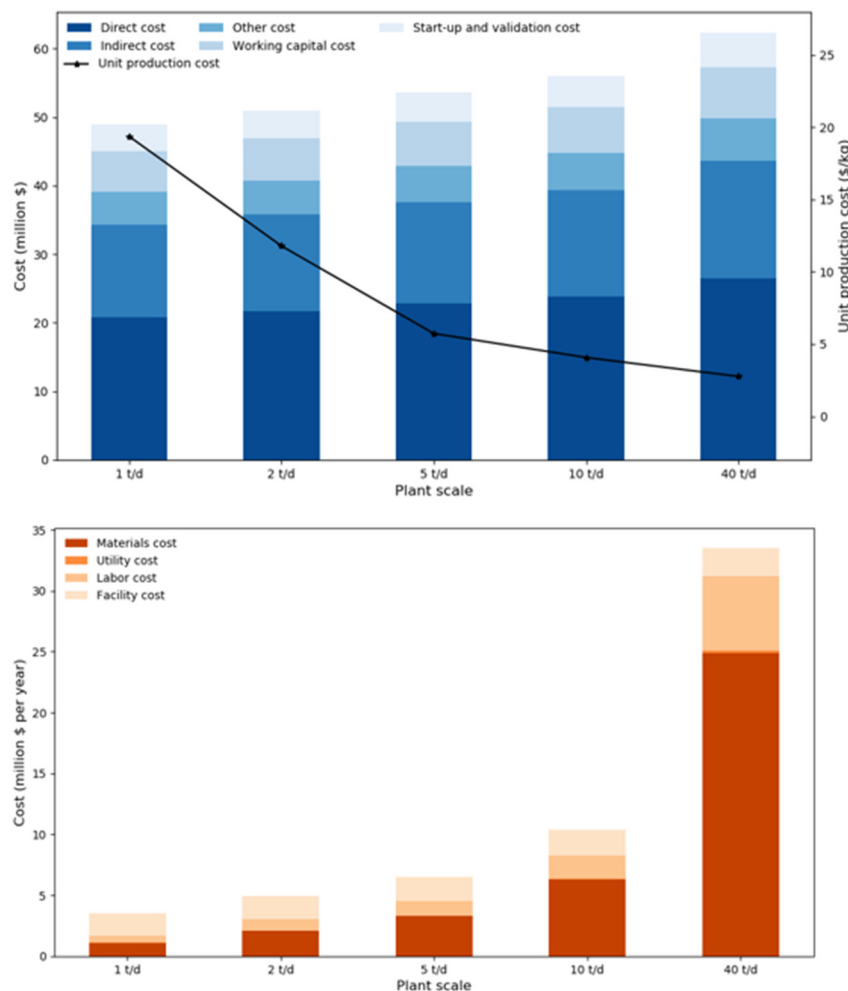 Direct cost
Indirect cost
Unit production cost
Other cost
Working capital cost
Start-up and validation cost
60
50
40
30
20
10
0
Cost (million $)
25
20
15
10
5
0
Unit production cost ($/kg)
1 t/d 2 t/d 5 t/d 10 t/d 40 t/d
Plant scale
Materials cost
Utility cost
Labor cost
Facility cost
35
30
25
20
15
10
5
0
Cost (million $ per year)
1 t/d 2 t/d 5 t/d 10 t/d 40 t/d
Plant scale